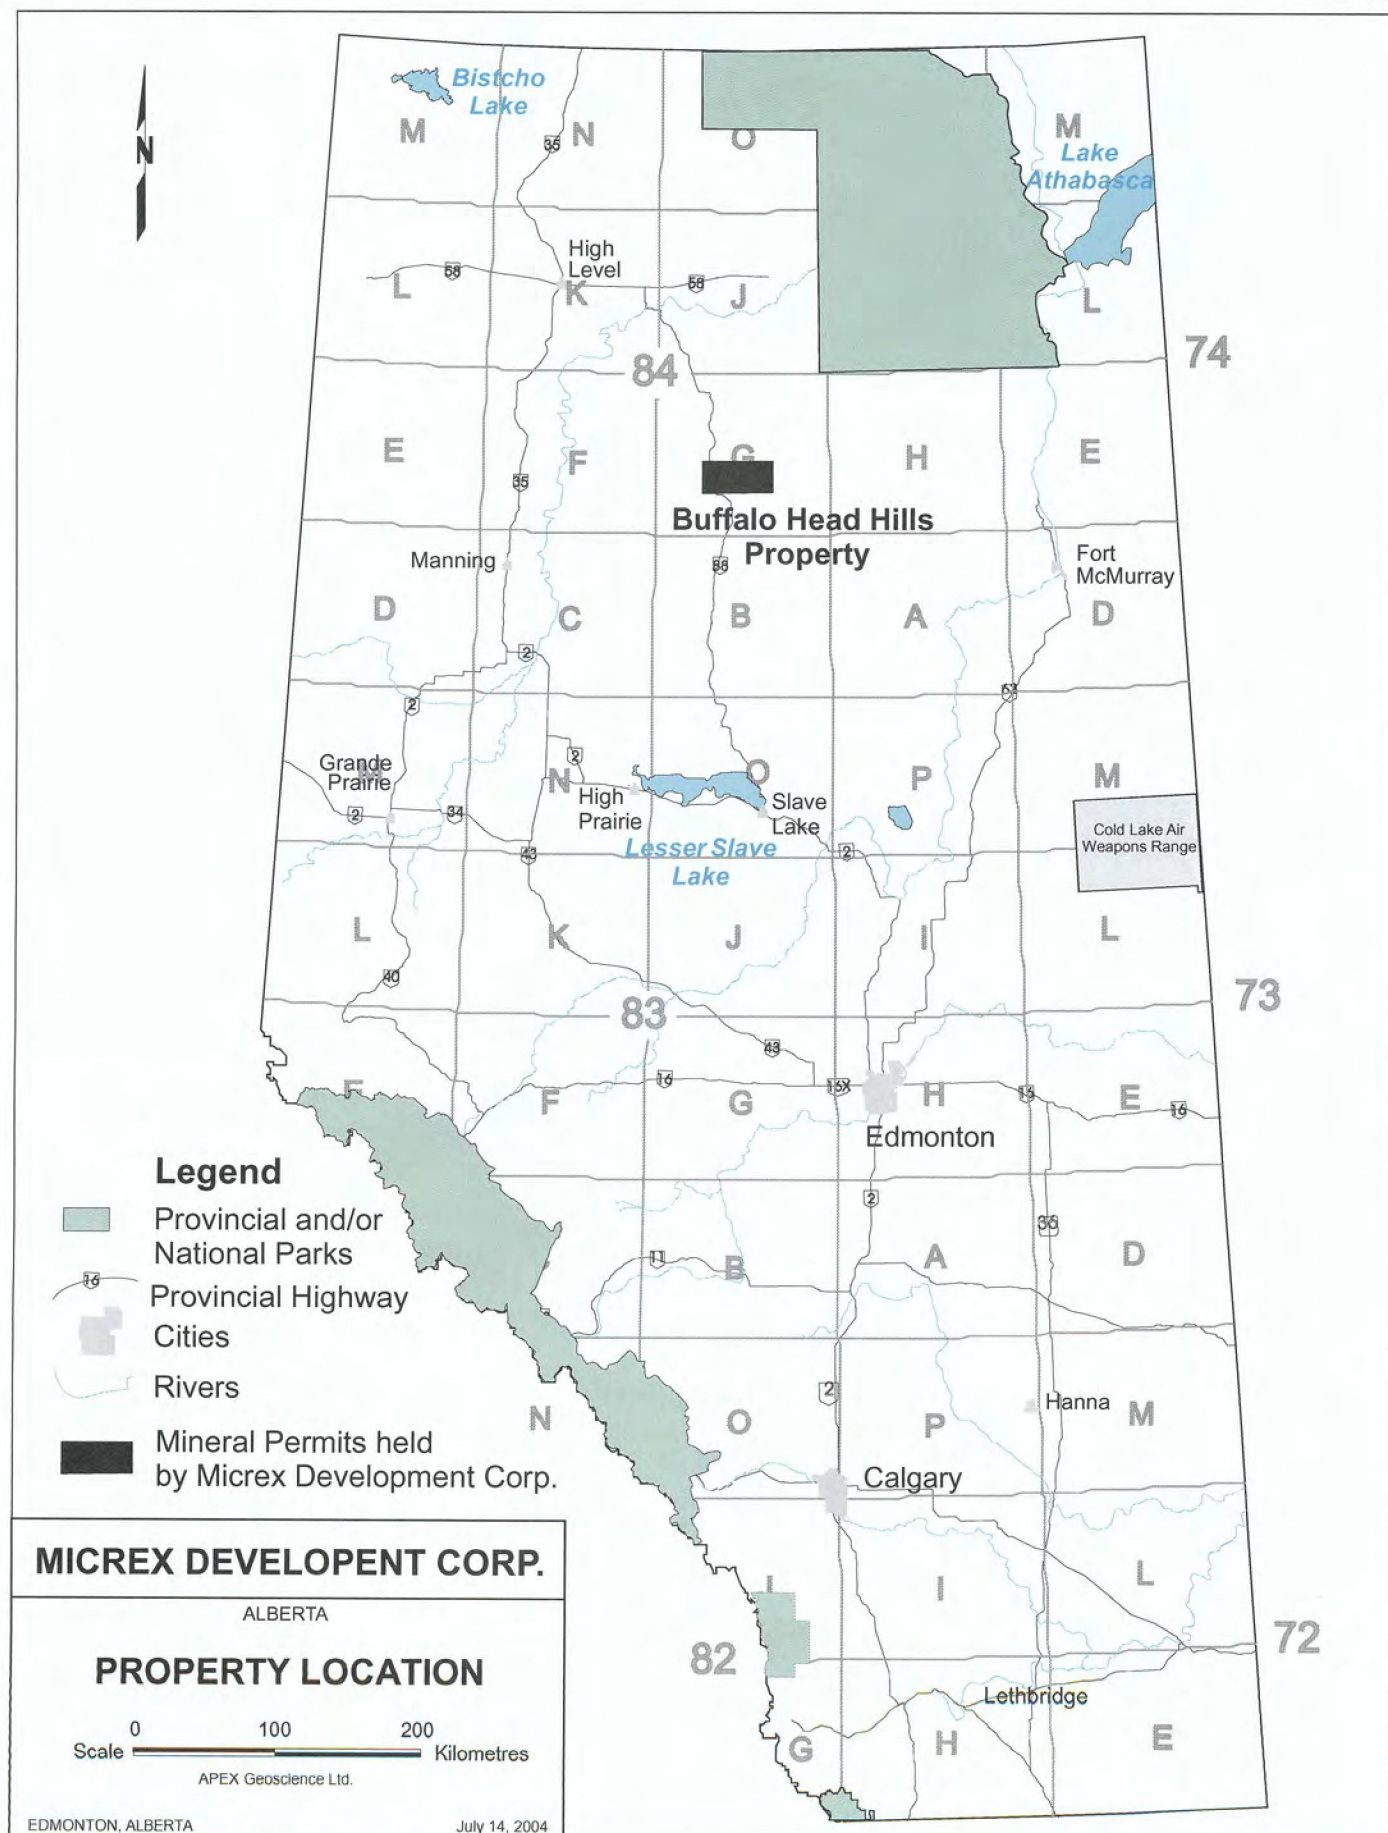 N
Bistcho
Lake
M
N
O
M
35
Lake
Athabasca
High
Level
58
58
L
K
J
L
84
74
E
F
G
H
E
35
Buffalo Head Hills
Property
88
Manning
Fort
McMurray
D
C
B
A
D
2
2
63
2
Grande
Prairie
M
N
O
P
M
High
Prairie
Slave
Lake
2
34
Cold Lake Air
Weapons Range
43
Lesser Slave
Lake
2
L
K
J
I
L
40
83
73
43
16
16X
16
16
E
F
G
H
E
Edmonton
Legend
Provincial and/or
National Parks
16
Provincial Highway
Cities
Rivers
Mineral Permits held
by Micrex Development Corp.
2
36
11
B
A
D
2
Hanna
N
O
P
M
Calgary
I
L
82
72
Lethbridge
G
H
E
MICREX DEVELOPENT CORP.
ALBERTA
PROPERTY LOCATION
0 100 200
Scale Kilometres
APEX Geoscience Ltd.
EDMONTON, ALBERTA July 14, 2004